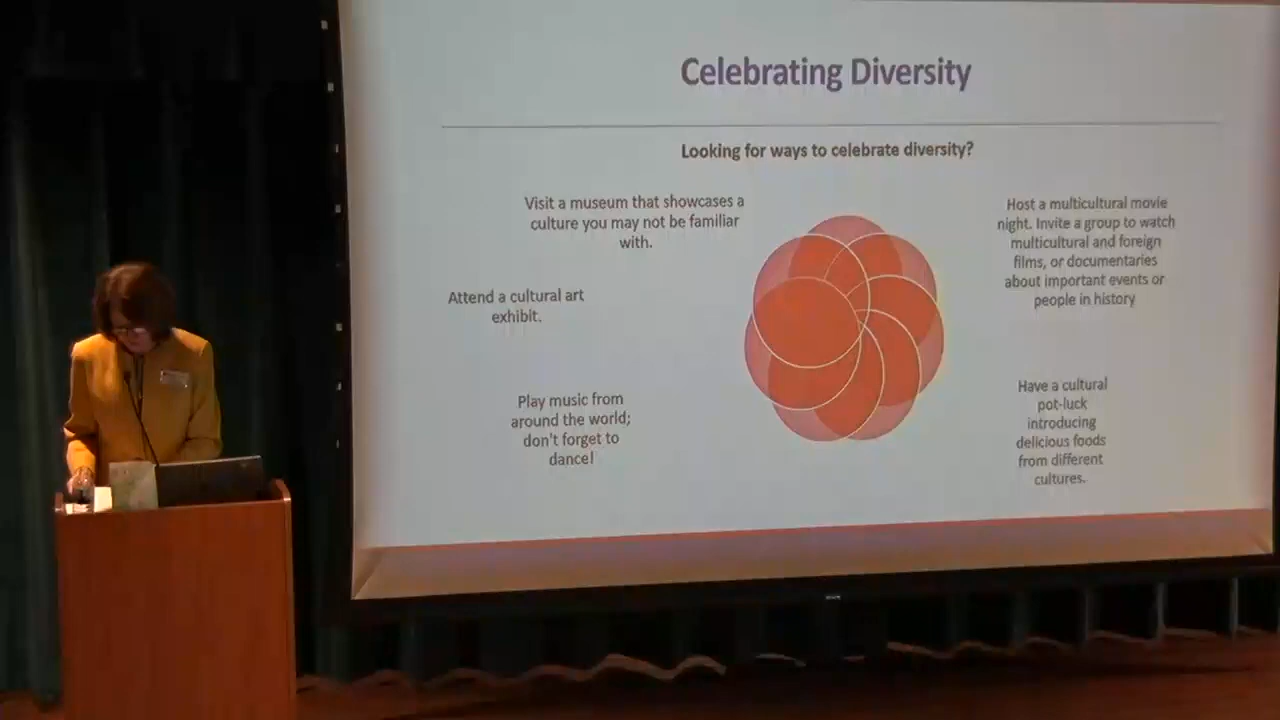 Celebrating Diversity
Looking for ways to celebrate diversity?
Visit a museum that showcases a
culture you may not be familiar
with.
Attend a cultural art
exhibit.
Play music from
around the world;
don't forget to
dance!
Host a multicultural movie
night. Invite a group to watch
multicultural and foreign
films, or documentaries
about important events or
people in history
Have a cultural
pot-luck
introducing
delicious foods
from different
cultures.